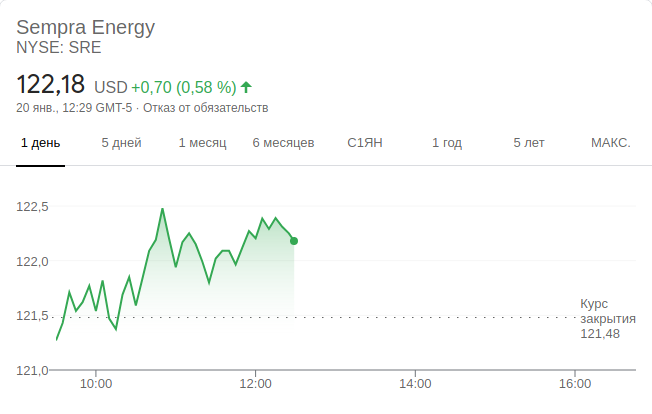 Sempra Energy
NYSE: SRE
122,18 USD +0,70 (0,58 %)
20 янв., 12:29 GMT-5 · Отказ от обязательств
1 день 5 дней 1 месяц 6 месяцев С1ЯН 1 год 5 лет МАКС.
122,5
122,0
121,5
Курс
закрытия
121,48
121,0
10:00 12:00 14:00 16:00